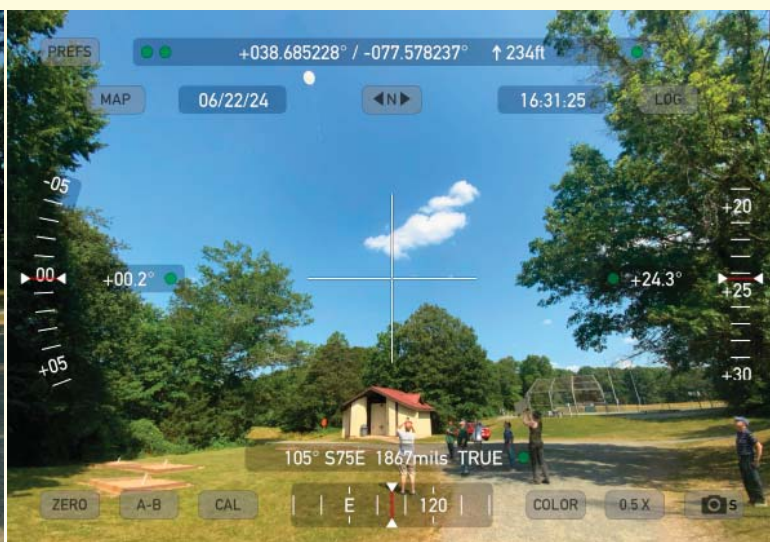 PREFS +038.685228° / -077.578237° ↑ 234ft
MAP 06/22/24 ◀N▶ 16:31:25 LOG
-05
+20
00 +00.2° +24.3°
+25
+05
+30
105° S75E 1867mils TRUE
ZERO A-B CAL E 120 COLOR 0.5X S